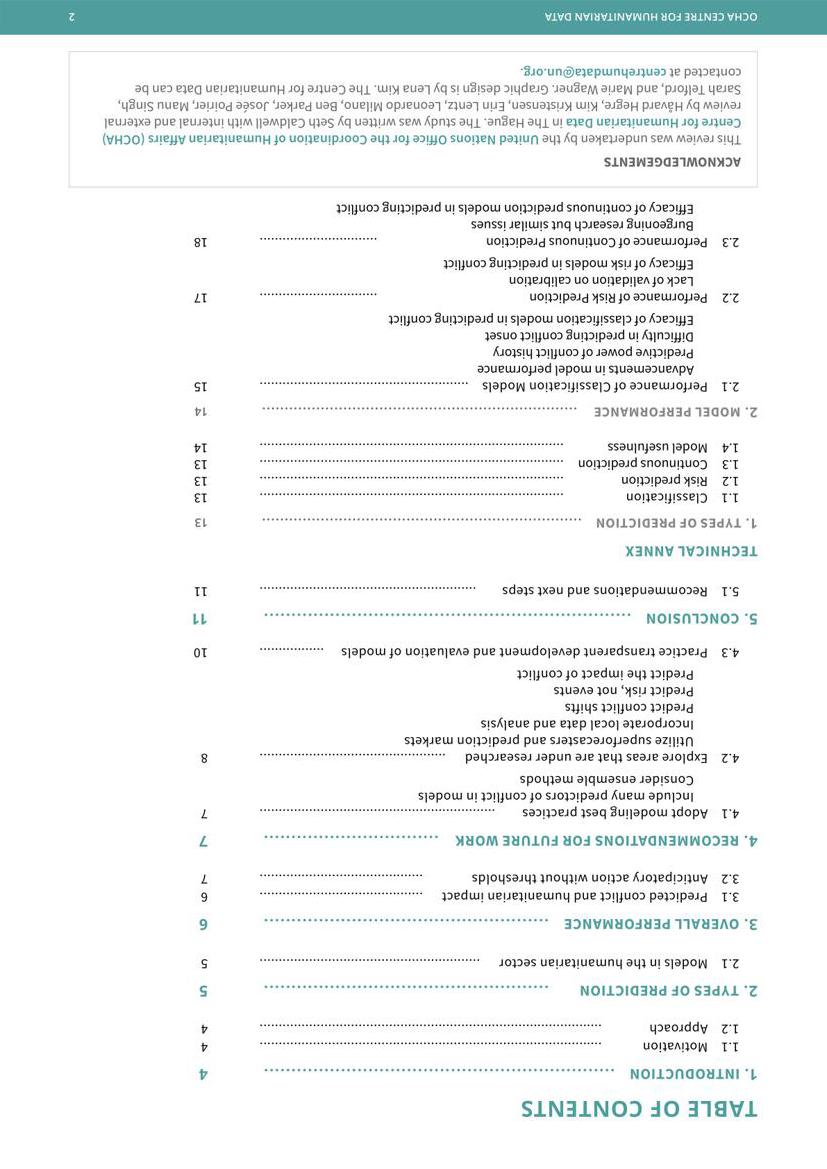 TABLE OF CONTENTS
1. INTRODUCTION ........................................................ 4
1.1 Motivation ........................................................ 4
1.2 Approach ........................................................ 4
2. TYPES OF PREDICTION ........................................................ 5
2.1 Models in the humanitarian sector ........................................................ 5
3. OVERALL PERFORMANCE ........................................................ 6
3.1 Predicted conflict and humanitarian impact ........................................................ 6
3.2 Anticipatory action without thresholds ........................................................ 7
4. RECOMMENDATIONS FOR FUTURE WORK ................................ 7
4.1 Adopt modeling best practices ........................................................ 7
Include many predictors of conflict in models
Consider ensemble methods
4.2 Explore areas that are under researched ................................................ 8
Utilize superforecasters and prediction markets
Incorporate local data and analysis
Predict conflict shifts
Predict risk, not events
Predict the impact of conflict
4.3 Practice transparent development and evaluation of models ................. 10
5. CONCLUSION ........................................................ 11
5.1 Recommendations and next steps ........................................................ 11
TECHNICAL ANNEX
1. TYPES OF PREDICTION ........................................................ 13
1.1 Classification ........................................................ 13
1.2 Risk prediction ........................................................ 13
1.3 Continuous prediction ........................................................ 13
1.4 Model usefulness ........................................................ 14
2. MODEL PERFORMANCE ........................................................ 14
2.1 Performance of Classification Models ........................................................ 15
Advancements in model performance
Predictive power of conflict history
Difficulty in predicting conflict onset
Efficacy of classification models in predicting conflict
2.2 Performance of Risk Prediction ............................... 17
Lack of validation on calibration
Efficacy of risk models in predicting conflict
2.3 Performance of Continuous Prediction ............................... 18
Burgeoning research but similar issues
Efficacy of continuous prediction models in predicting conflict
ACKNOWLEDGEMENTS
This review was undertaken by the United Nations Office for the Coordination of Humanitarian Affairs (OCHA)
Centre for Humanitarian Data in The Hague. The study was written by Seth Caldwell with internal and external
review by Håvard Hegre, Kim Kristensen, Erin Lentz, Leonardo Milano, Ben Parker, Josée Poirier, Manu Singh,
Sarah Telford, and Marie Wagner. Graphic design is by Lena Kim. The Centre for Humanitarian Data can be
contacted at centrehumdata@un.org.
OCHA CENTRE FOR HUMANITARIAN DATA 2